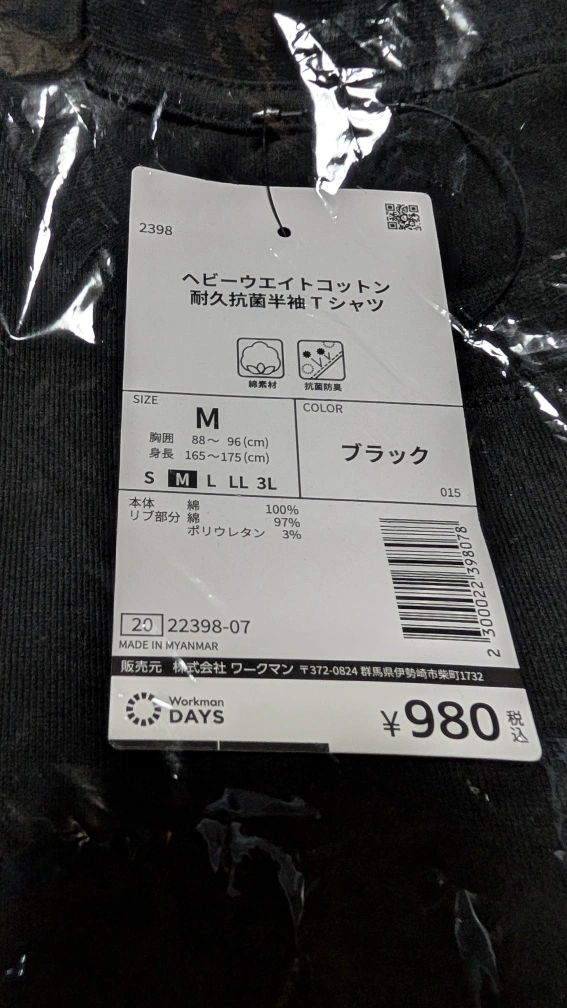 2398
ヘビーウエイトコットン
耐久抗菌半袖Tシャツ
綿素材 抗菌防臭
SIZE
M
胸囲 88～ 96(cm)
身長 165～175(cm)
S M L LL 3L
COLOR
ブラック
015
本体 綿 100%
リブ部分 綿 97%
ポリウレタン 3%
2 300022 398078
20 22398-07
MADE IN MYANMAR
販売元 株式会社 ワークマン 〒372-0824 群馬県伊勢崎市柴町1732
Workman
DAYS
¥980税込